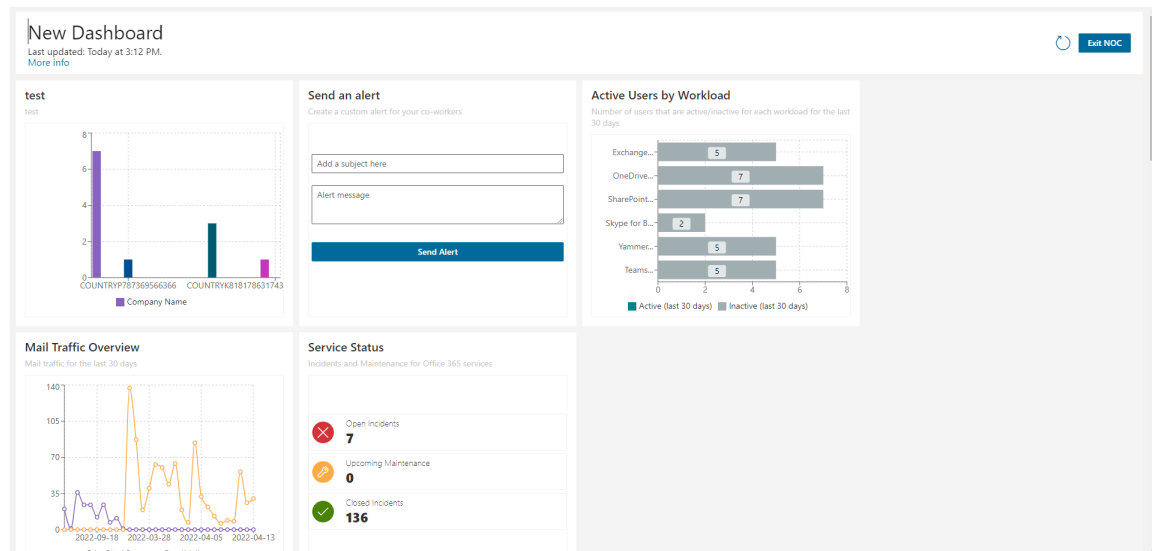 New Dashboard
Last updated: Today at 3:12 PM.
More info
Exit NOC
test
test
8
6
4
2
0
COUNTRYP787369566366 COUNTRYK818178631743
Company Name
Send an alert
Create a custom alert for your co-workers
Add a subject here
Alert message
Send Alert
Active Users by Workload
Number of users that are active/inactive for each workload for the last
30 days
Exchange... 5
OneDrive... 7
SharePoint... 7
Skype for B... 2
Yammer... 5
Teams... 5
0 2 4 6 8
Active (last 30 days) Inactive (last 30 days)
Mail Traffic Overview
Mail traffic for the last 30 days
140
105
70
35
0
2022-09-18 2022-03-28 2022-04-05 2022-04-13
Service Status
Incidents and Maintenance for Office 365 services
Open Incidents
7
Upcoming Maintenance
0
Closed Incidents
136